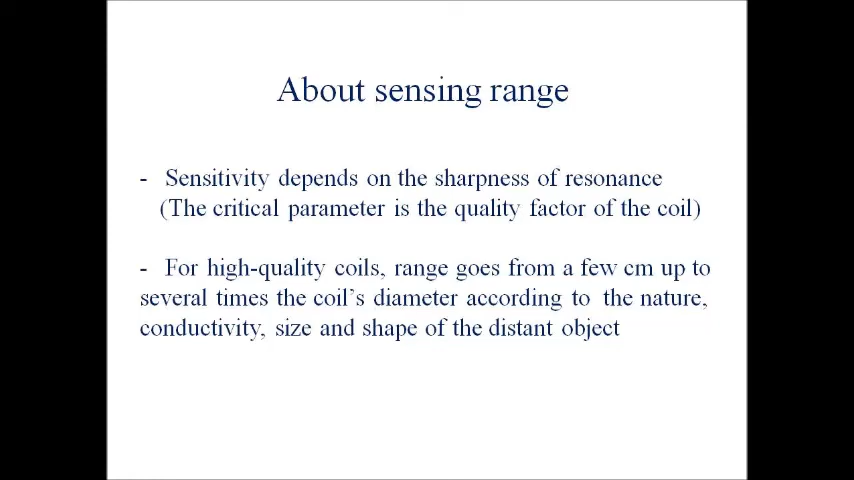 About sensing range
- Sensitivity depends on the sharpness of resonance
(The critical parameter is the quality factor of the coil)
- For high-quality coils, range goes from a few cm up to
several times the coil’s diameter according to the nature,
conductivity, size and shape of the distant object